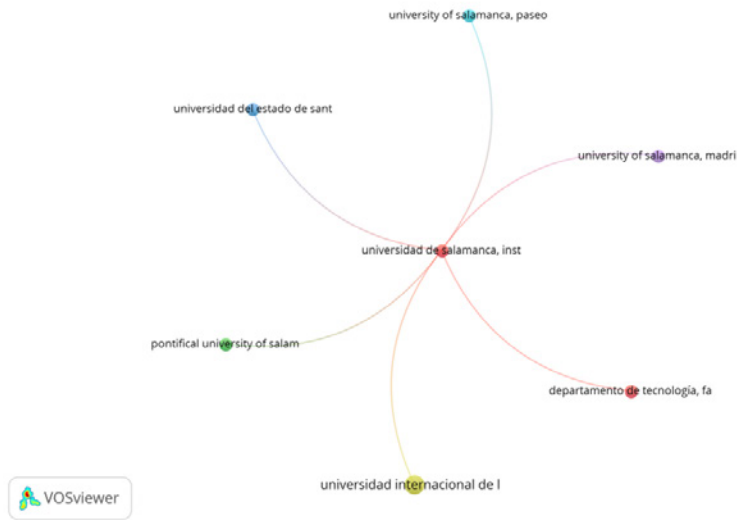 university of salamanca, paseo
universidad del estado de sant
university of salamanca, madri
universidad de salamanca, inst
pontifical university of salam
departamento de tecnología, fa
universidad internacional de l
VOSviewer